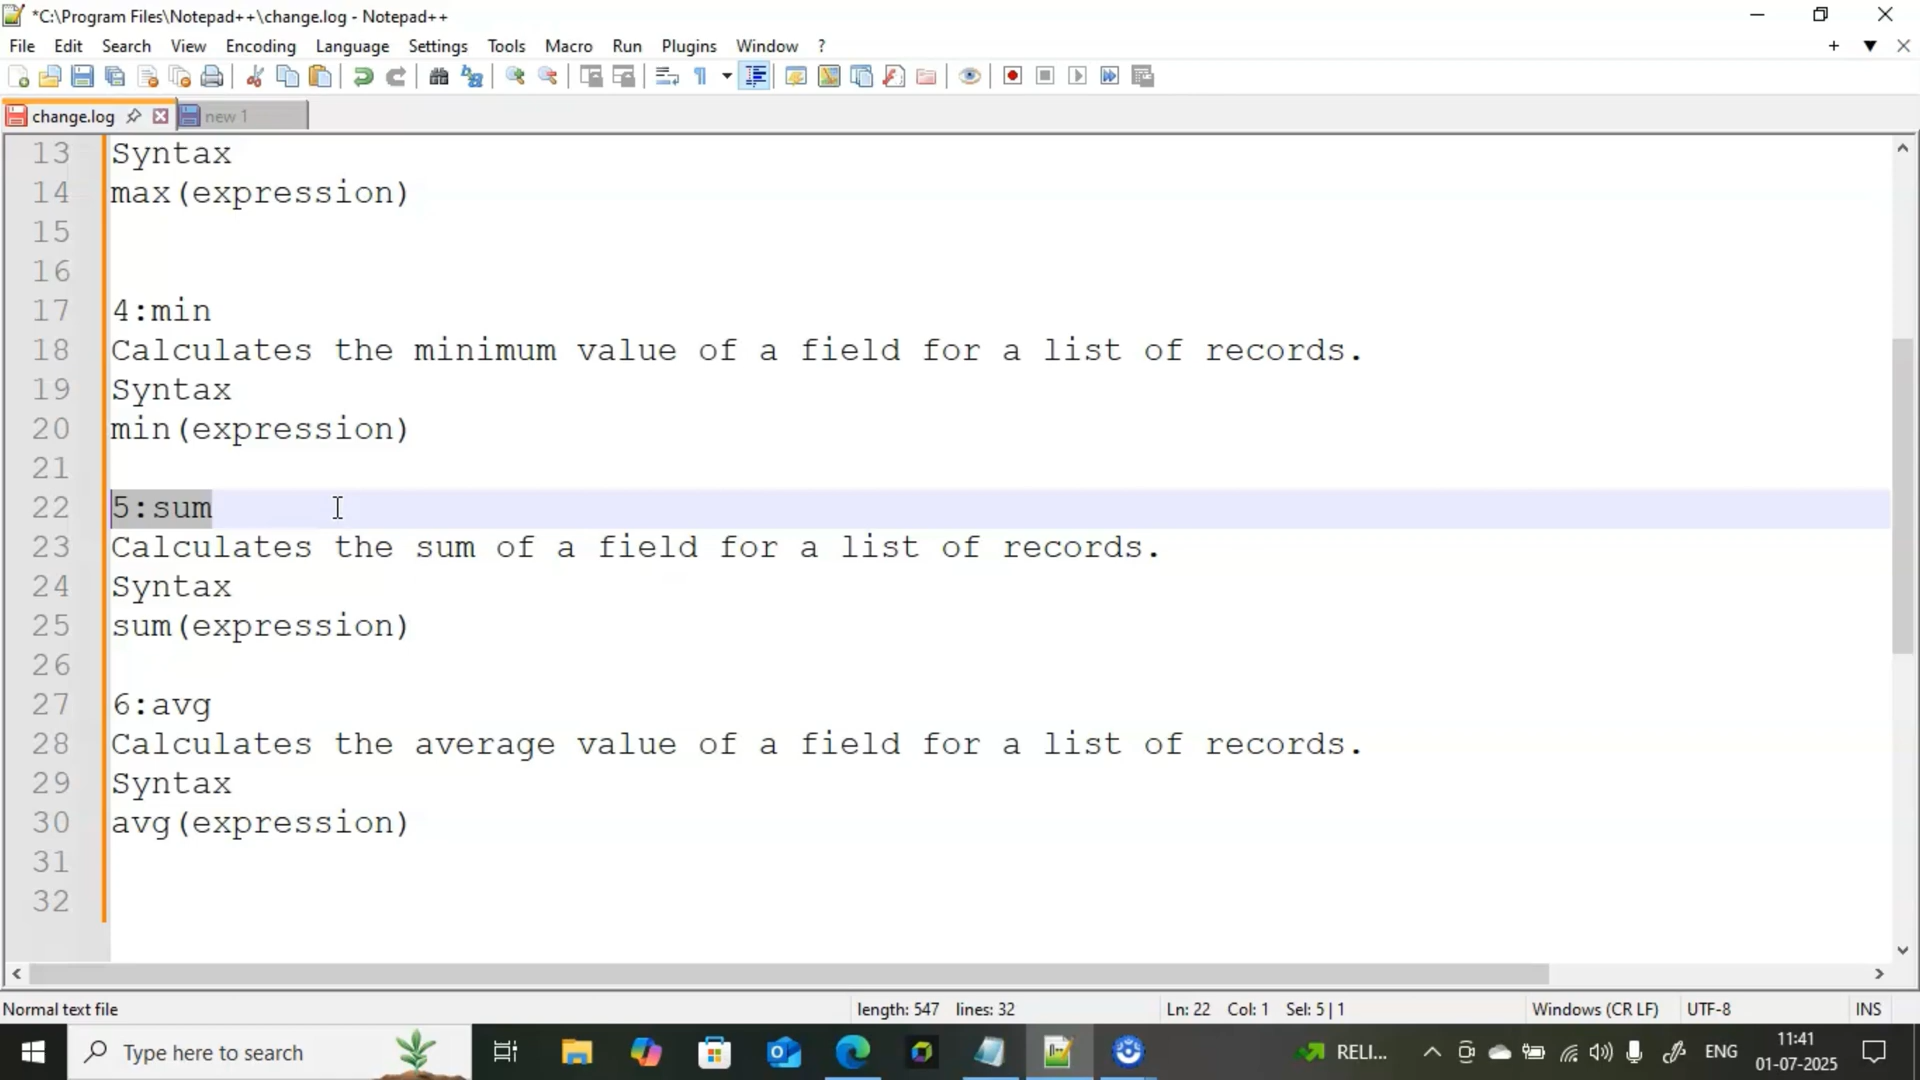 *C:\Program Files\Notepad++\change.log - Notepad++
File Edit Search View Encoding Language Settings Tools Macro Run Plugins Window ?
change.log new 1
13 Syntax
14 max(expression)
15
16
17 4:min
18 Calculates the minimum value of a field for a list of records.
19 Syntax
20 min(expression)
21
22 5:sum
23 Calculates the sum of a field for a list of records.
24 Syntax
25 sum(expression)
26
27 6:avg
28 Calculates the average value of a field for a list of records.
29 Syntax
30 avg(expression)
31
32
Normal text file length: 547 lines: 32 Ln: 22 Col: 1 Sel: 5 | 1 Windows (CR LF) UTF-8 INS
Type here to search RELI... ENG 11:41
01-07-2025